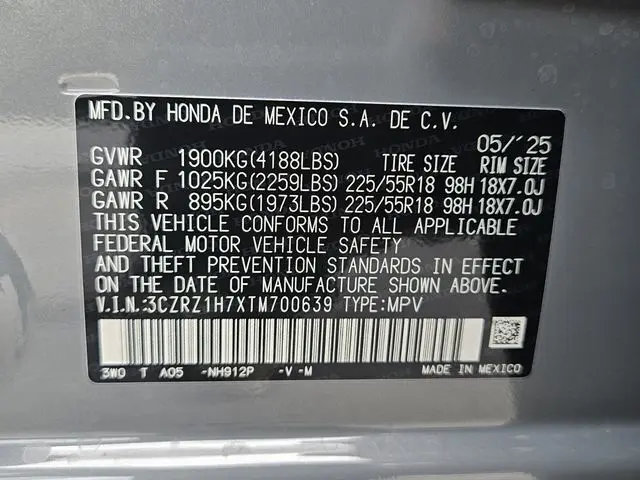 MFD.BY HONDA DE MEXICO S.A. DE C.V.
05/'25
GVWR 1900KG(4188LBS) TIRE SIZE RIM SIZE
GAWR F 1025KG(2259LBS) 225/55R18 98H 18X7.0J
GAWR R 895KG(1973LBS) 225/55R18 98H 18X7.0J
THIS VEHICLE CONFORMS TO ALL APPLICABLE
FEDERAL MOTOR VEHICLE SAFETY
AND THEFT PREVENTION STANDARDS IN EFFECT
ON THE DATE OF MANUFACTURE SHOWN ABOVE.
V.I.N.:3CZRZ1H7XTM700639 TYPE:MPV
3W0 T A05 -NH912P -V -M MADE IN MEXICO